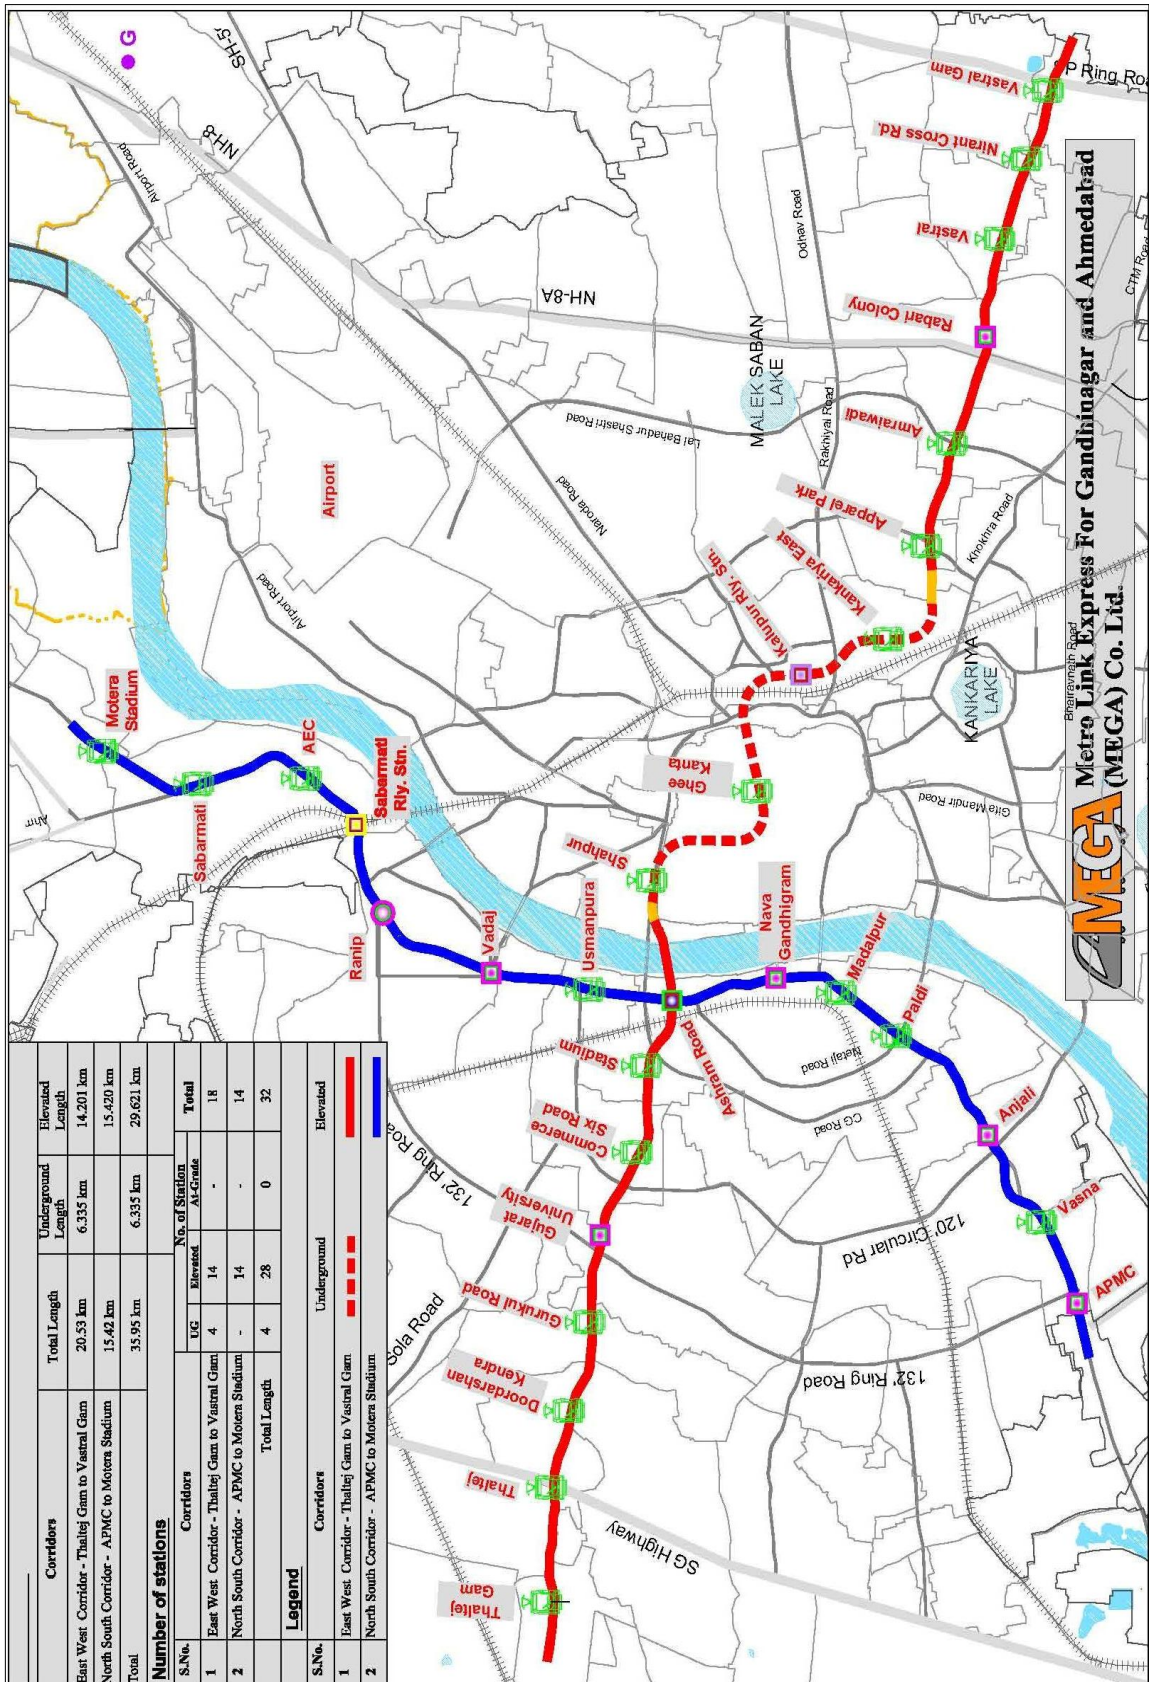 Corridors Total Length Underground Length Elevated Length
East West Corridor - Thaltej Gam to Vastral Gam 20.53 km 6.335 km 14.201 km
North South Corridor - APMC to Motera Stadium 15.42 km 15.420 km
Total 35.95 km 6.335 km 29.621 km
Number of stations
S.No. Corridors No. of Station Total
UG Elevated At-Grade
1 East West Corridor - Thaltej Gam to Vastral Gam 4 14 - 18
2 North South Corridor - APMC to Motera Stadium - 14 - 14
Total Length 4 28 0 32
Legend
S.No. Corridors Underground Elevated
1 East West Corridor - Thaltej Gam to Vastral Gam
2 North South Corridor - APMC to Motera Stadium
Thaltej
Gam
Thaltej
Doordarshan
Kendra
Gurukul Road
Gujarat
University
Commerce
Six Road
Stadium
Ashram Road
Shahpur
Ghee
Kanta
Kalupur Rly. Stn.
Kankariya East
Apparel Park
Amraiwadi
Rabari Colony
Vastral
Nirant Cross Rd.
Vastral Gam
Motera
Stadium
Sabarmati
AEC
Sabarmati
Rly. Stn.
Ranip
Vadaj
Usmanpura
Nava
Gandhigram
Madalpur
Paldi
Anjali
Vasna
APMC
Airport
G
SH-5
NH-8
NH-8A
Airport Road
Airport Road
Naroda Road
Lal Bahadur Shastri Road
Odhav Road
Rakhiyal Road
Khokhra Road
MALEK SABAN
LAKE
KANKARIYA
LAKE
Bhairavnath Road
Gita Mandir Road
CTM Road
SP Ring Roa
Netaji Road
CG Road
120' Circular Rd
132' Ring Roa
132' Ring Road
Sola Road
SG Highway
Ahr
MEGA
Metro Link Express For Gandhinagar and Ahmedabad
(MEGA) Co. Ltd.